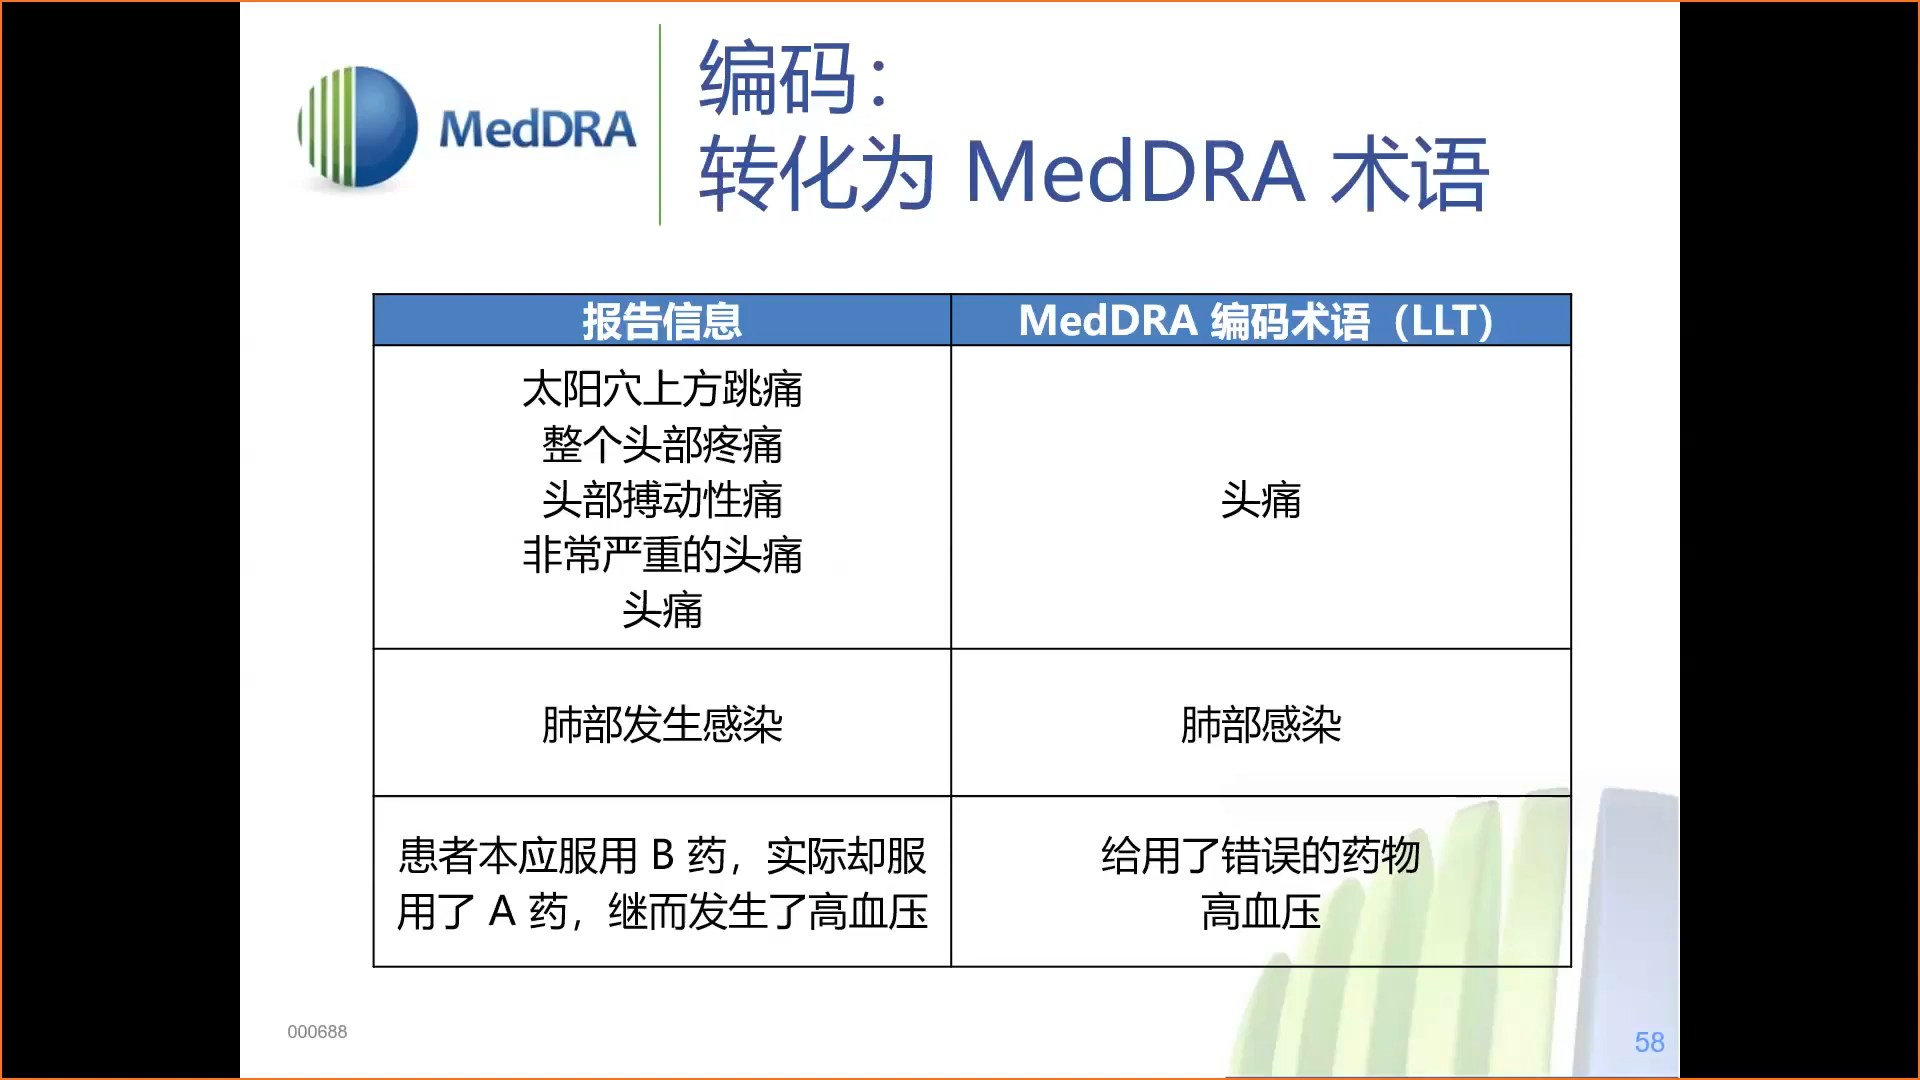 MedDRA
编码：
转化为 MedDRA 术语
报告信息
MedDRA 编码术语（LLT）
太阳穴上方跳痛
整个头部疼痛
头部搏动性痛
非常严重的头痛
头痛
头痛
肺部发生感染
肺部感染
患者本应服用 B 药，实际却服
用了 A 药，继而发生了高血压
给用了错误的药物
高血压
000688
58